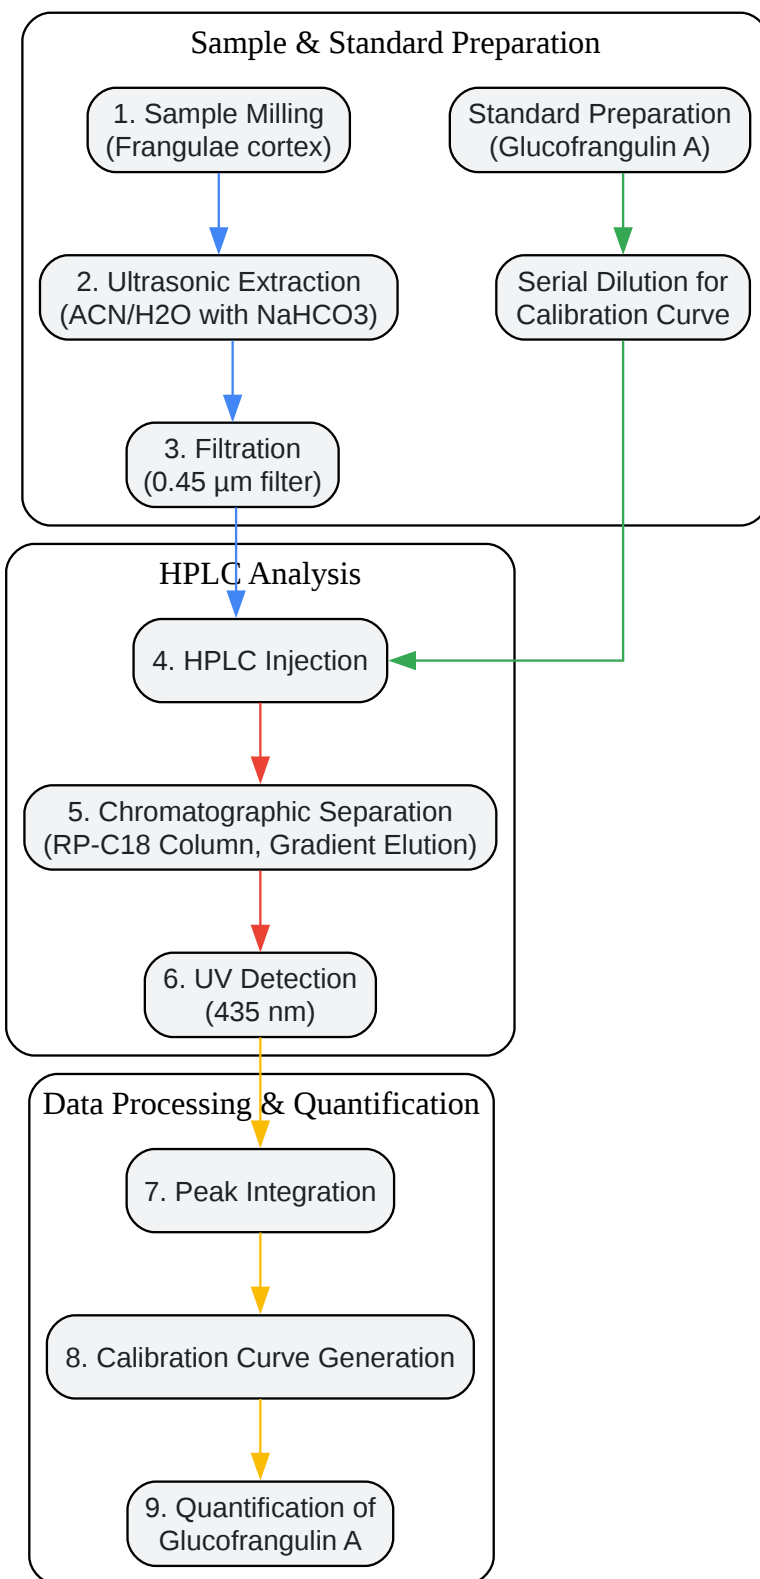 Sample & Standard Preparation
1. Sample Milling
(Frangulae cortex)
Standard Preparation
(Glucofrangulin A)
2. Ultrasonic Extraction
(ACN/H2O with NaHCO3)
Serial Dilution for
Calibration Curve
3. Filtration
(0.45 µm filter)
HPLC Analysis
4. HPLC Injection
5. Chromatographic Separation
(RP-C18 Column, Gradient Elution)
6. UV Detection
(435 nm)
Data Processing & Quantification
7. Peak Integration
8. Calibration Curve Generation
9. Quantification of
Glucofrangulin A